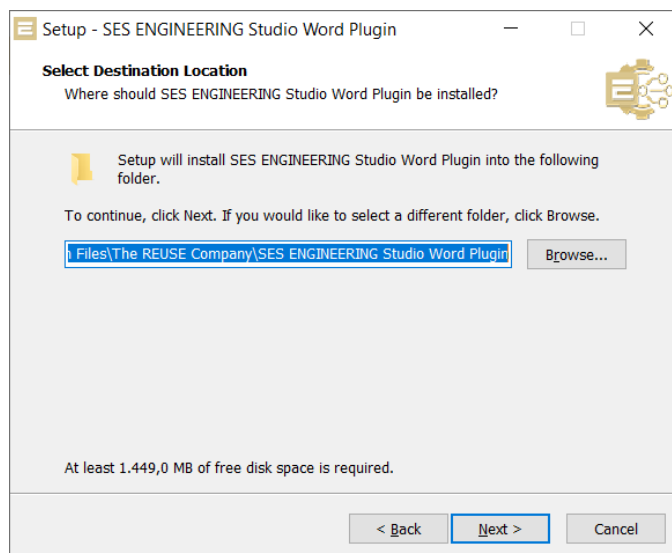 Setup - SES ENGINEERING Studio Word Plugin
Select Destination Location
Where should SES ENGINEERING Studio Word Plugin be installed?
Setup will install SES ENGINEERING Studio Word Plugin into the following
folder.
To continue, click Next. If you would like to select a different folder, click Browse.
Files\The REUSE Company\SES ENGINEERING Studio Word Plugin
Browse...
At least 1.449,0 MB of free disk space is required.
< Back
Next >
Cancel